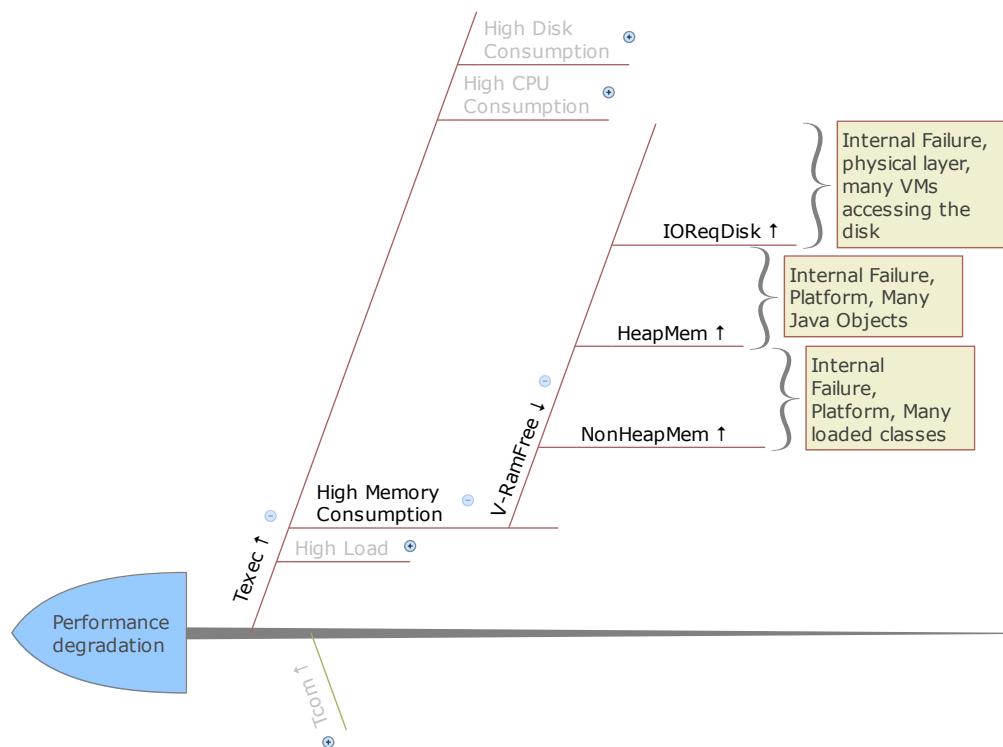 High Disk
Consumption
High CPU
Consumption
Internal Failure,
physical layer,
many VMs
accessing the
disk
IOReqDisk ↑
Internal Failure,
Platform, Many
Java Objects
HeapMem ↑
Internal
Failure,
Platform, Many
loaded classes
NonHeapMem ↑
V-RamFree ↓
High Memory
Consumption
Texec ↑
High Load
Performance
degradation
Tcom ↑